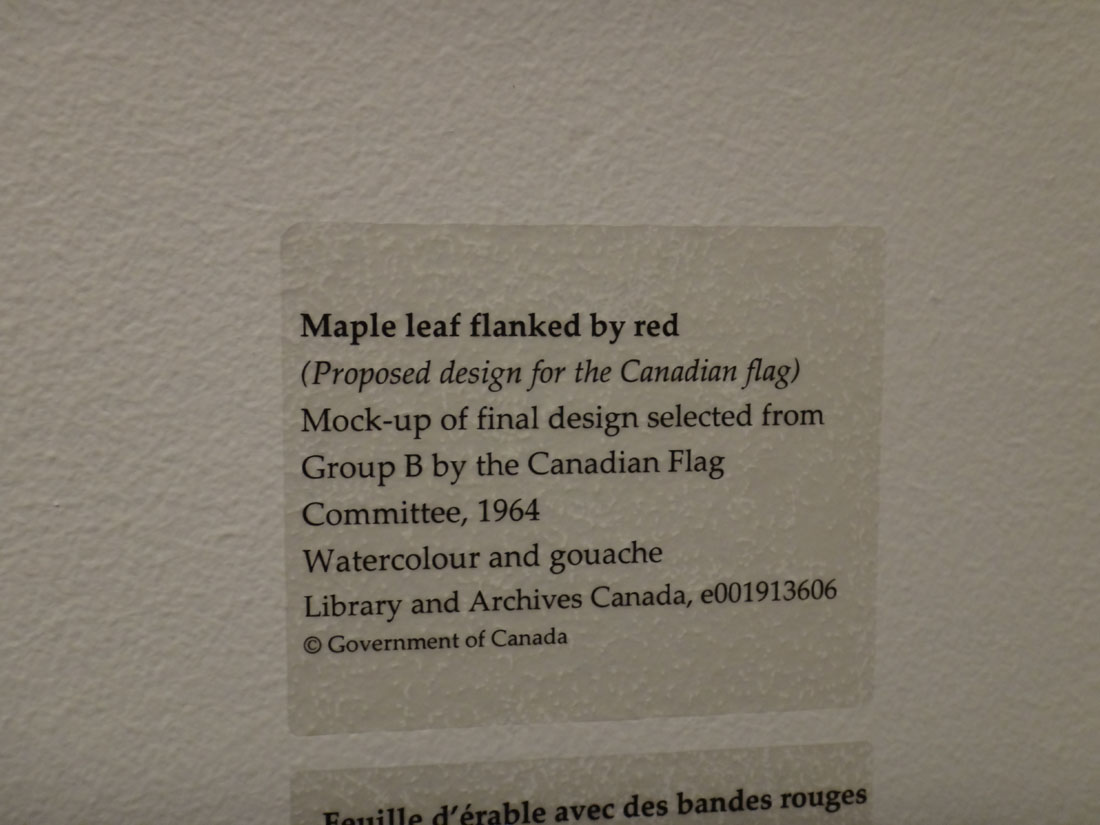 Maple leaf flanked by red
(Proposed design for the Canadian flag)
Mock-up of final design selected from
Group B by the Canadian Flag
Committee, 1964
Watercolour and gouache
Library and Archives Canada, e001913606
© Government of Canada
Feuille d'érable avec des bandes rouges